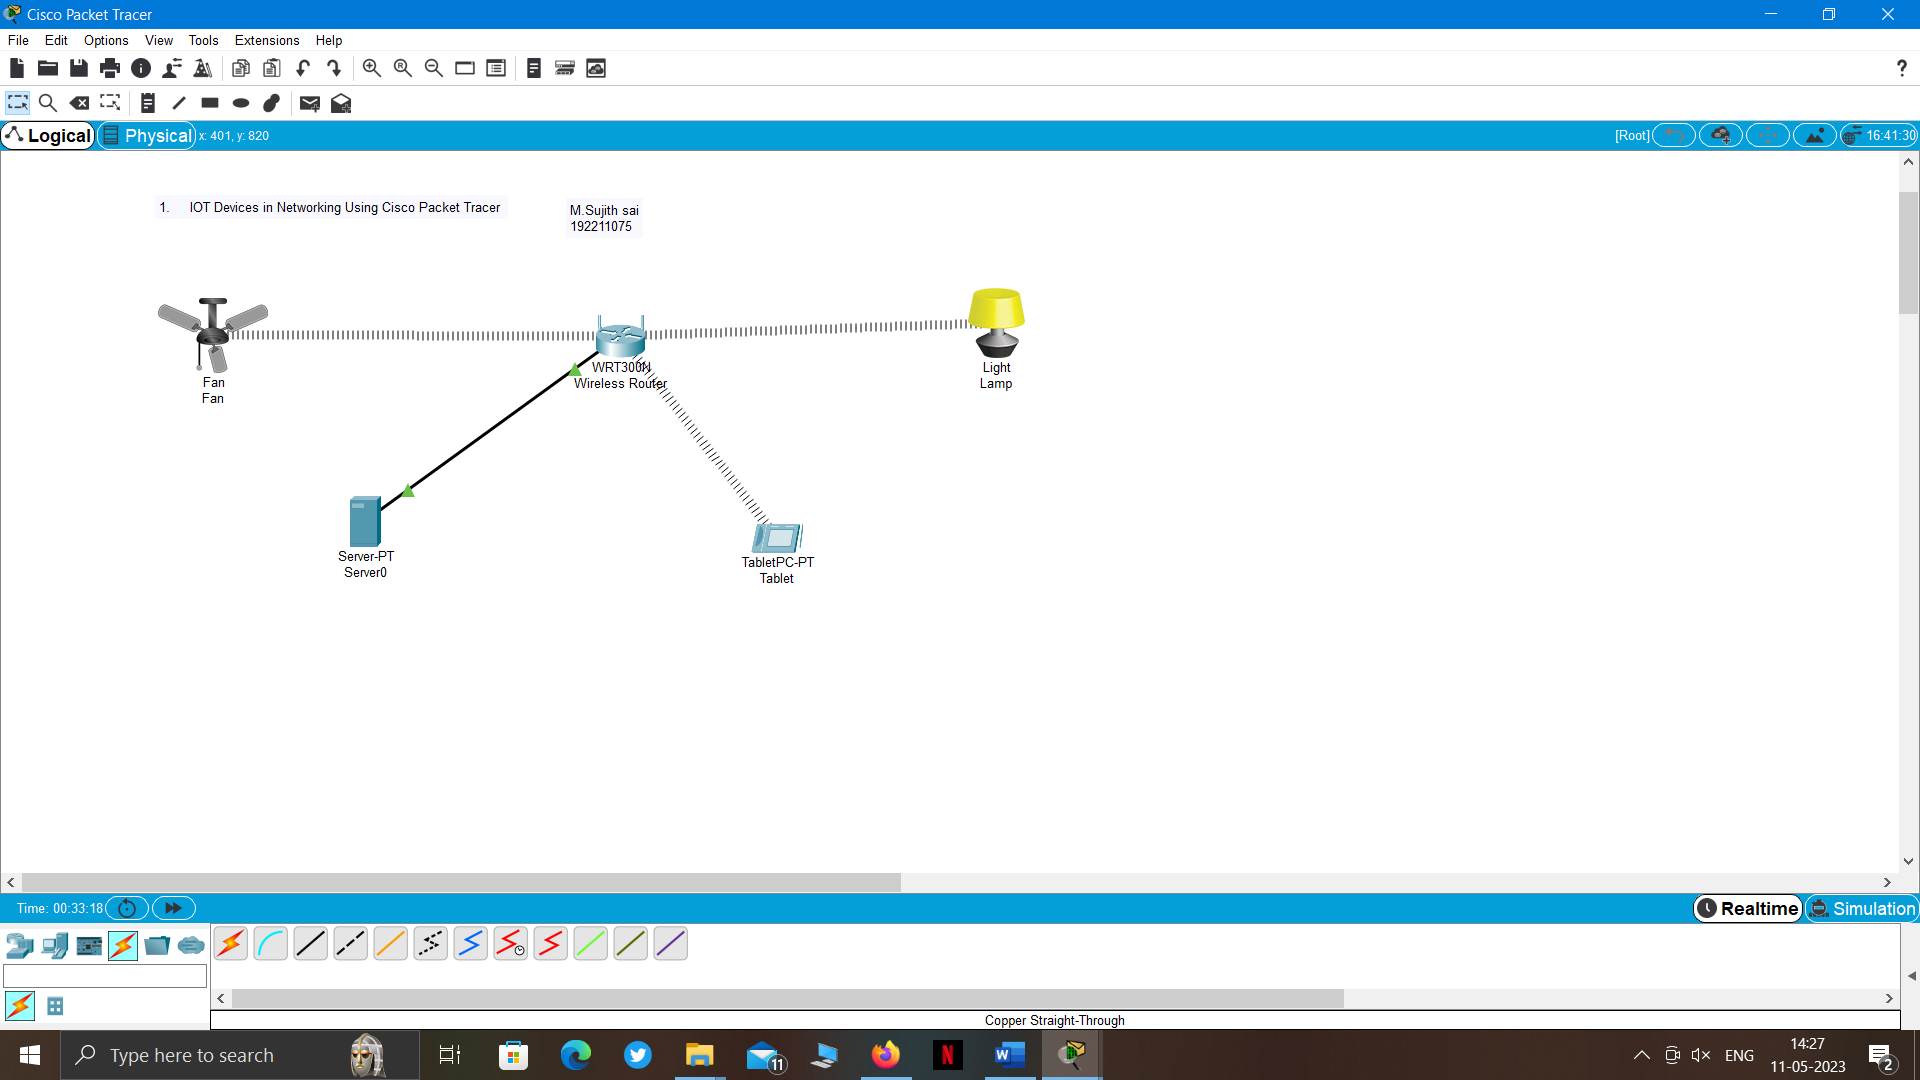 Cisco Packet Tracer
File Edit Options View Tools Extensions Help
?
Logical Physical x: 401, y: 820 [Root] 16:41:30
1. IOT Devices in Networking Using Cisco Packet Tracer
M.Sujith sai
192211075
Fan
Fan
WRT300N
Wireless Router
Light
Lamp
Server-PT
Server0
TabletPC-PT
Tablet
Time: 00:33:18 Realtime Simulation
Copper Straight-Through
Type here to search 11 ENG 14:27
11-05-2023 2